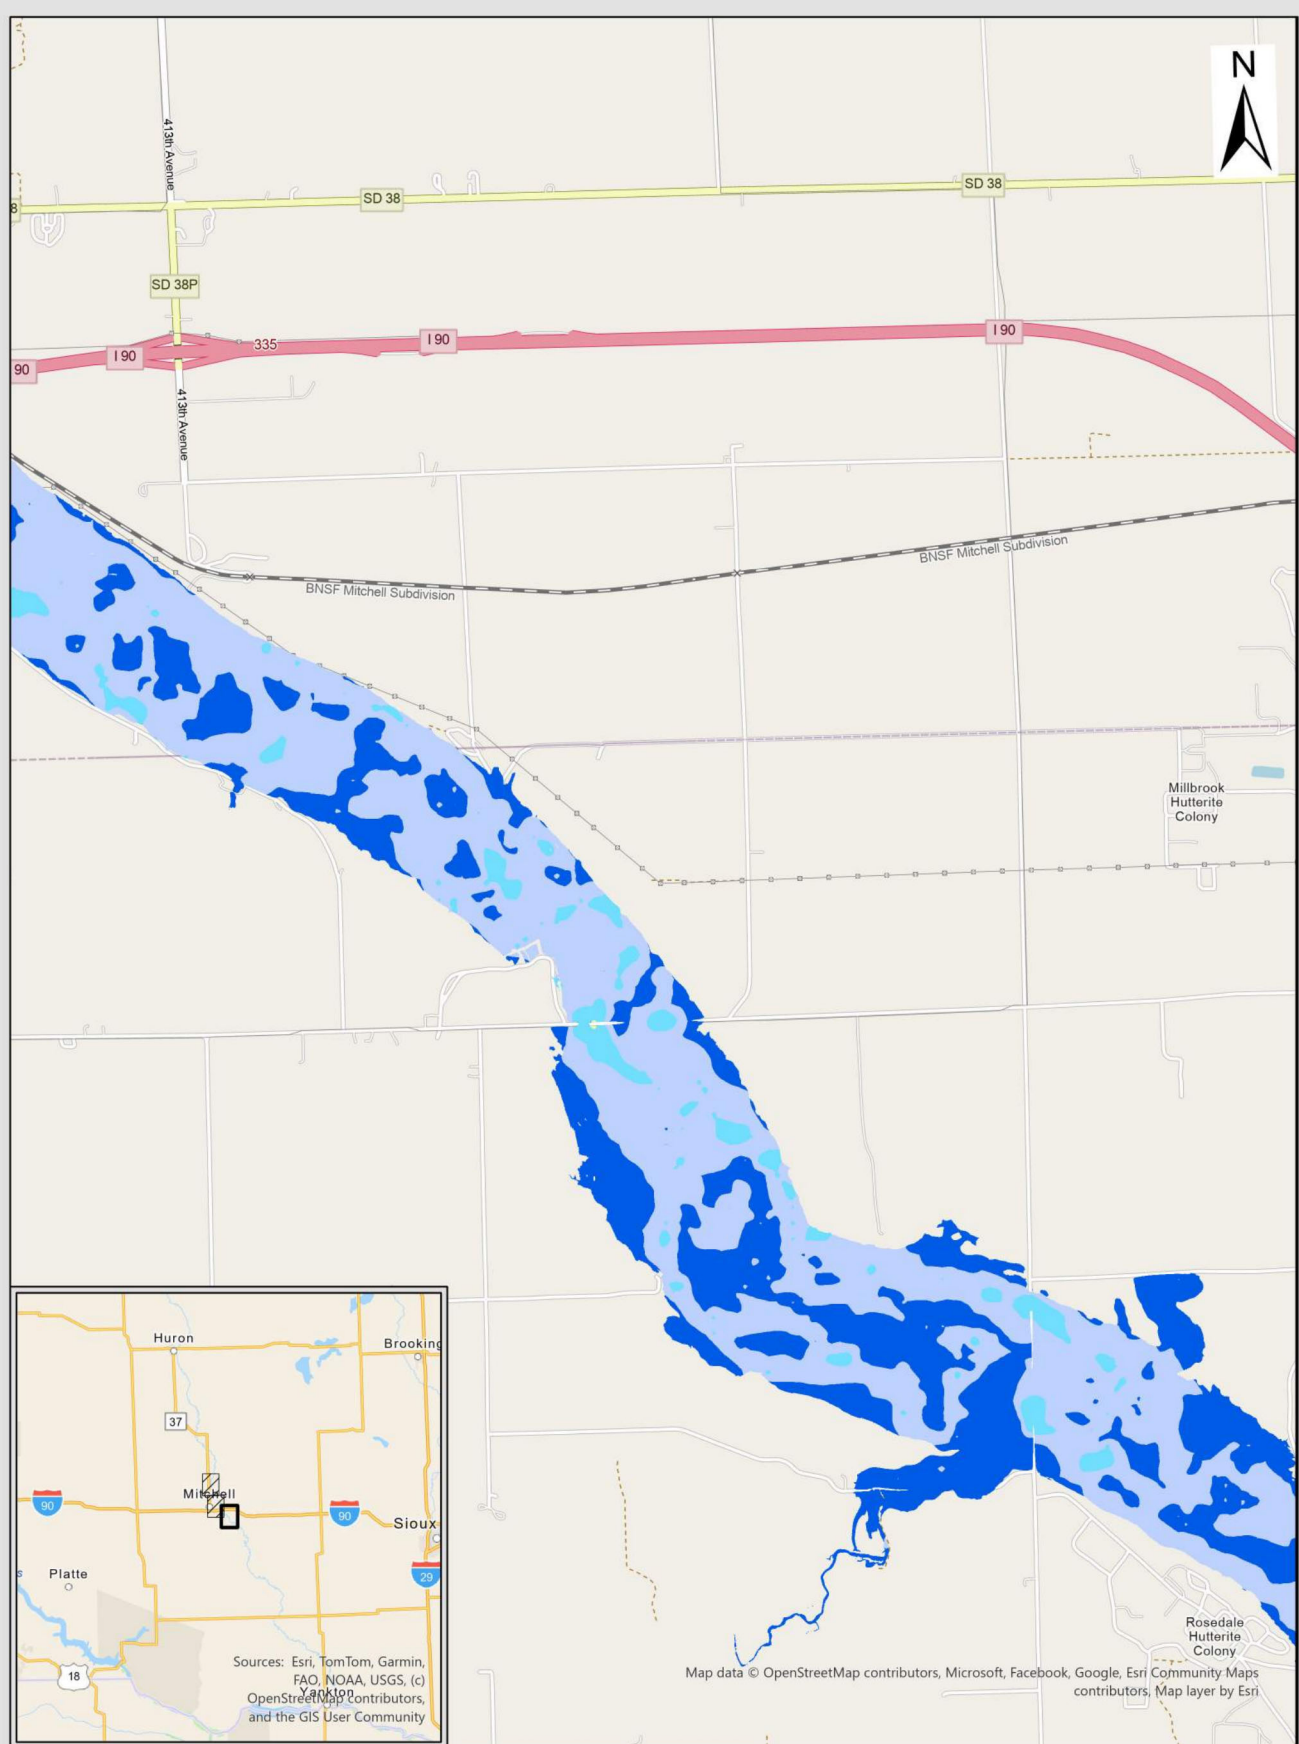 N
413th Avenue
SD 38
SD 38
8
SD 38P
I 90
335
I 90
I 90
90
413th Avenue
BNSF Mitchell Subdivision
BNSF Mitchell Subdivision
Millbrook
Hutterite
Colony
Huron
Brooking
37
Mitchell
90
90
Sioux
29
Platte
s
18
Yankton
Sources: Esri, TomTom, Garmin,
FAO, NOAA, USGS, (c)
OpenStreetMap contributors,
and the GIS User Community
Rosedale
Hutterite
Colony
Map data © OpenStreetMap contributors, Microsoft, Facebook, Google, Esri Community Maps
contributors, Map layer by Esri